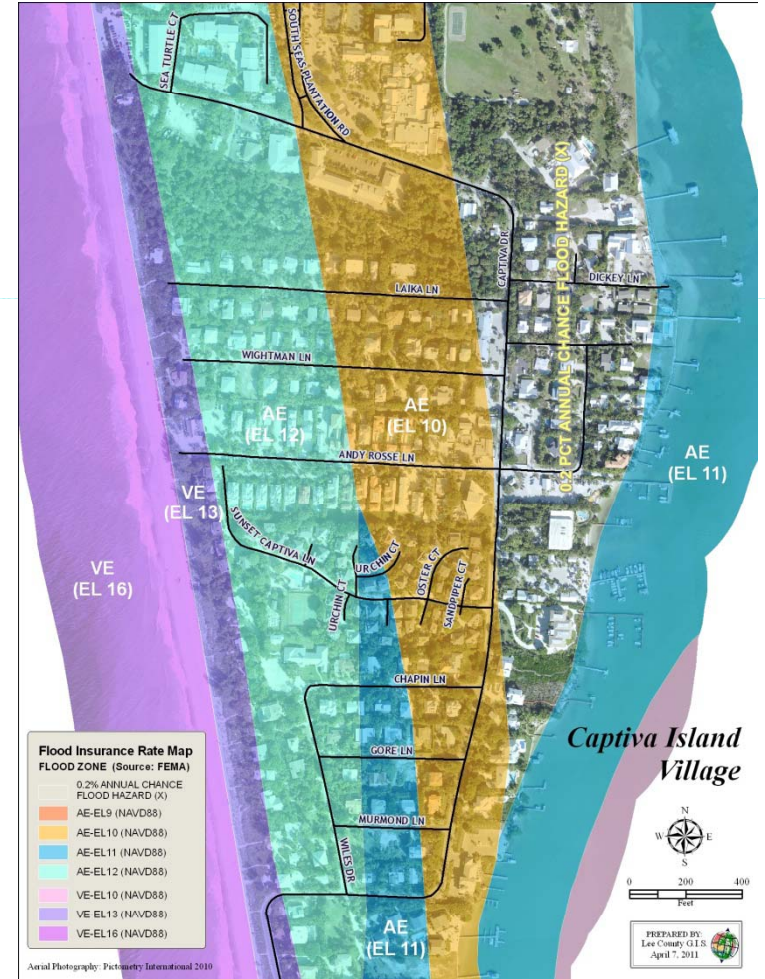 SEA TURTLE CT
SOUTH SEAS PLANTATION RD
CAPTIVA DR
0.2 PCT ANNUAL CHANCE FLOOD HAZARD (X)
DICKEY LN
LAIKA LN
WIGHTMAN LN
AE
(EL 12)
AE
(EL 10)
ANDY ROSSE LN
AE
(EL 11)
VE
(EL 13)
SUNSET CAPTIVA LN
URCHIN CT
URCHIN CT
OSTER CT
SANDPIPER CT
VE
(EL 16)
CHAPIN LN
GORE LN
MURMOND LN
WILES DR
AE
(EL 11)
Captiva Island
Village
N
W E
S
0 200 400
Feet
PREPARED BY:
Lee County G.I.S.
April 7, 2011
Flood Insurance Rate Map
FLOOD ZONE (Source: FEMA)
0.2% ANNUAL CHANCE
FLOOD HAZARD (X)
AE-EL9 (NAVD88)
AE-EL10 (NAVD88)
AE-EL11 (NAVD88)
AE-EL12 (NAVD88)
VE-EL10 (NAVD88)
VE-EL13 (NAVD88)
VE-EL16 (NAVD88)
Aerial Photography: Pictometry International 2010